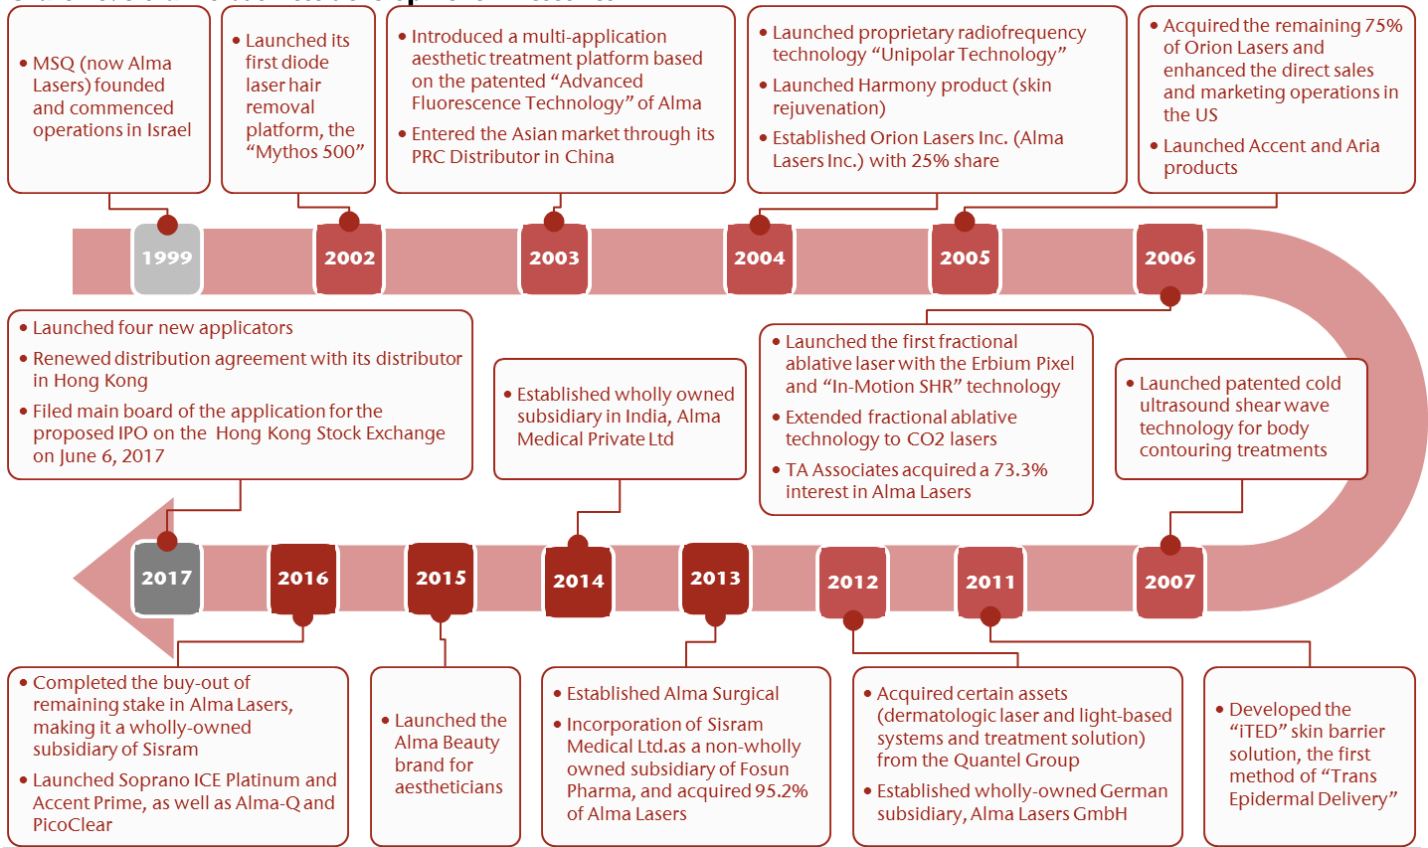 • MSQ (now Alma
Lasers) founded
and commenced
operations in Israel
• Launched its
first diode
laser hair
removal
platform, the
“Mythos 500”
• Introduced a multi-application
aesthetic treatment platform based
on the patented “Advanced
Fluorescence Technology” of Alma
• Entered the Asian market through its
PRC Distributor in China
• Launched proprietary radiofrequency
technology “Unipolar Technology”
• Launched Harmony product (skin
rejuvenation)
• Established Orion Lasers Inc. (Alma
Lasers Inc.) with 25% share
• Acquired the remaining 75%
of Orion Lasers and
enhanced the direct sales
and marketing operations in
the US
• Launched Accent and Aria
products
1999
2002
2003
2004
2005
2006
• Launched four new applicators
• Renewed distribution agreement with its distributor
in Hong Kong
• Filed main board of the application for the
proposed IPO on the Hong Kong Stock Exchange
on June 6, 2017
• Established wholly owned
subsidiary in India, Alma
Medical Private Ltd
• Launched the first fractional
ablative laser with the Erbium Pixel
and “In-Motion SHR” technology
• Extended fractional ablative
technology to CO2 lasers
• TA Associates acquired a 73.3%
interest in Alma Lasers
• Launched patented cold
ultrasound shear wave
technology for body
contouring treatments
2017
2016
2015
2014
2013
2012
2011
2007
• Completed the buy-out of
remaining stake in Alma Lasers,
making it a wholly-owned
subsidiary of Sisram
• Launched Soprano ICE Platinum and
Accent Prime, as well as Alma-Q and
PicoClear
• Launched the
Alma Beauty
brand for
aestheticians
• Established Alma Surgical
• Incorporation of Sisram
Medical Ltd.as a non-wholly
owned subsidiary of Fosun
Pharma, and acquired 95.2%
of Alma Lasers
• Acquired certain assets
(dermatologic laser and light-based
systems and treatment solution)
from the Quantel Group
• Established wholly-owned German
subsidiary, Alma Lasers GmbH
• Developed the
“iTED” skin barrier
solution, the first
method of “Trans
Epidermal Delivery”